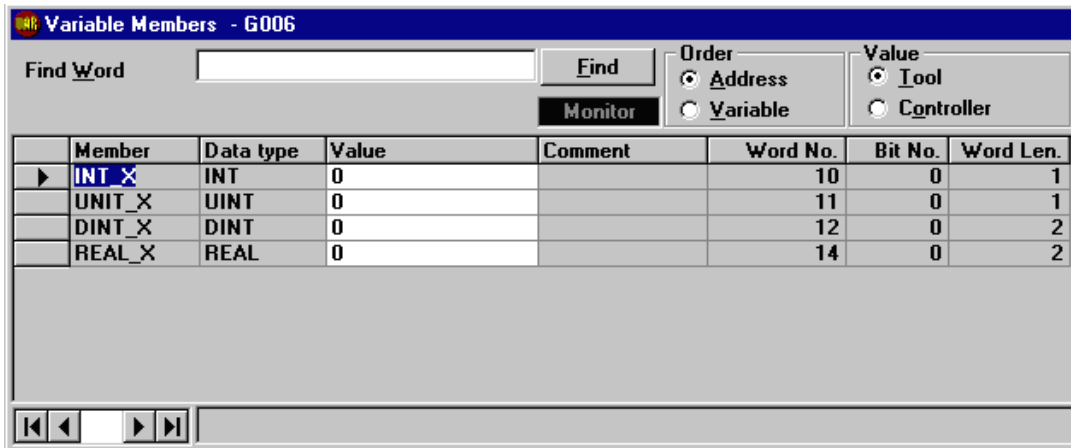 Variable Members - G006
Find Word Find
Order
Address
Variable
Value
Tool
Controller
Monitor
Member Data type Value Comment Word No. Bit No. Word Len.
INT_X INT 0 10 0 1
UNIT_X UINT 0 11 0 1
DINT_X DINT 0 12 0 2
REAL_X REAL 0 14 0 2